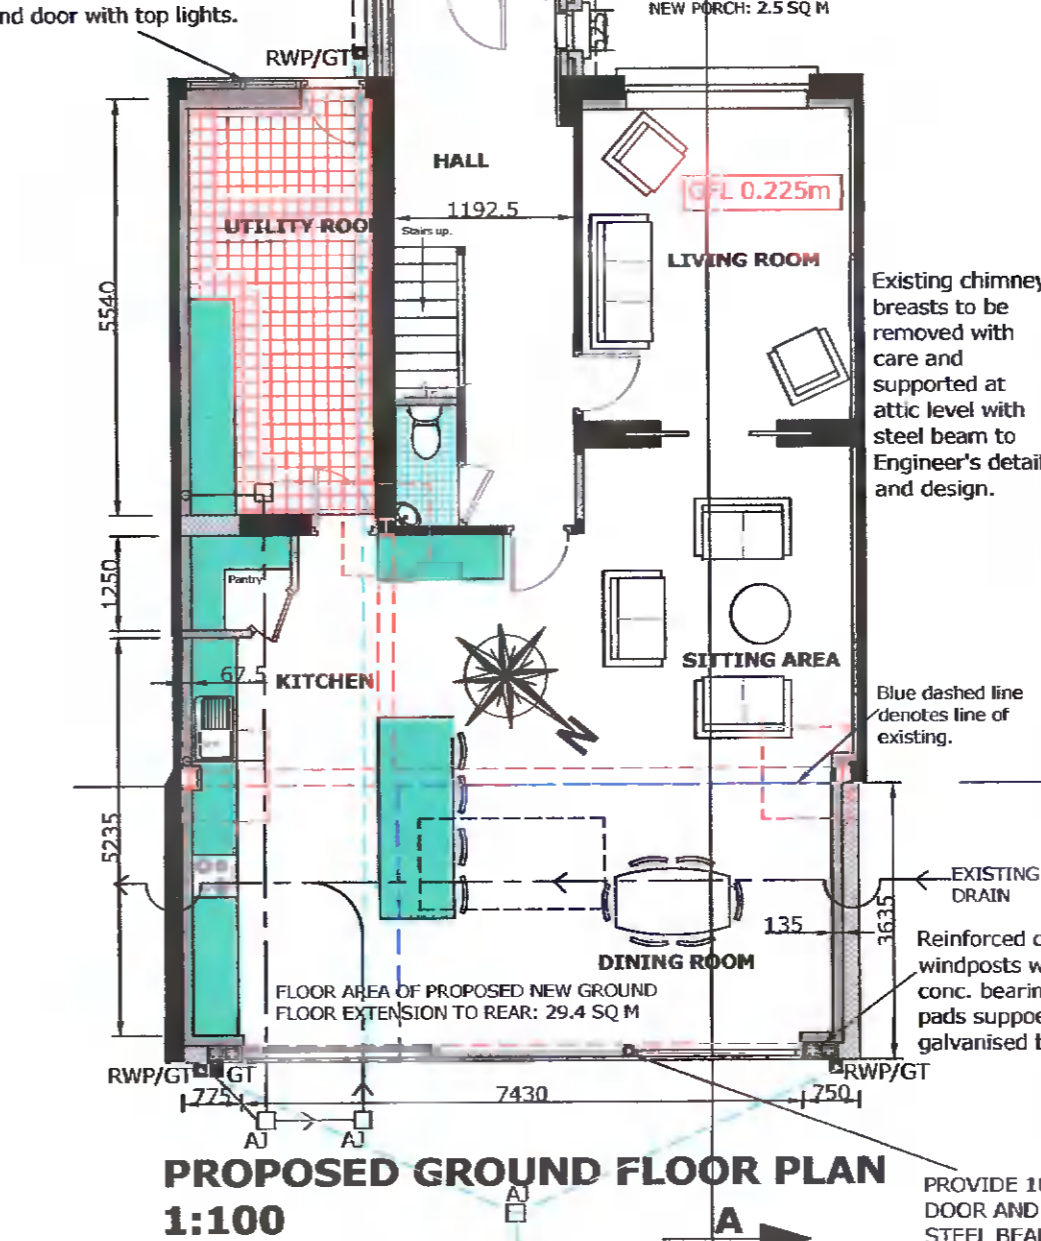 nd door with top lights.
NEW PORCH: 2.5 SQ M
RWP/GT
525
HALL
GFL 0.225m
1192.5
UTILITY ROO
Stairs up.
LIVING ROOM
5540
Existing chimney
breasts to be
removed with
care and
supported at
attic level with
steel beam to
Engineer's detail
and design.
1250
Pantry
67.5
KITCHEN
SITTING AREA
N
Blue dashed line
denotes line of
existing.
5235
EXISTING
DRAIN
135
3635
DINING ROOM
Reinforced c
windposts w
conc. bearin
pads suppoe
galvanised b
FLOOR AREA OF PROPOSED NEW GROUND
FLOOR EXTENSION TO REAR: 29.4 SQ M
RWP/GT
GT
RWP/GT
775
7430
750
AJ
AJ
PROPOSED GROUND FLOOR PLAN
1:100
AJ
A
PROVIDE 10
DOOR AND
STEEL BEA